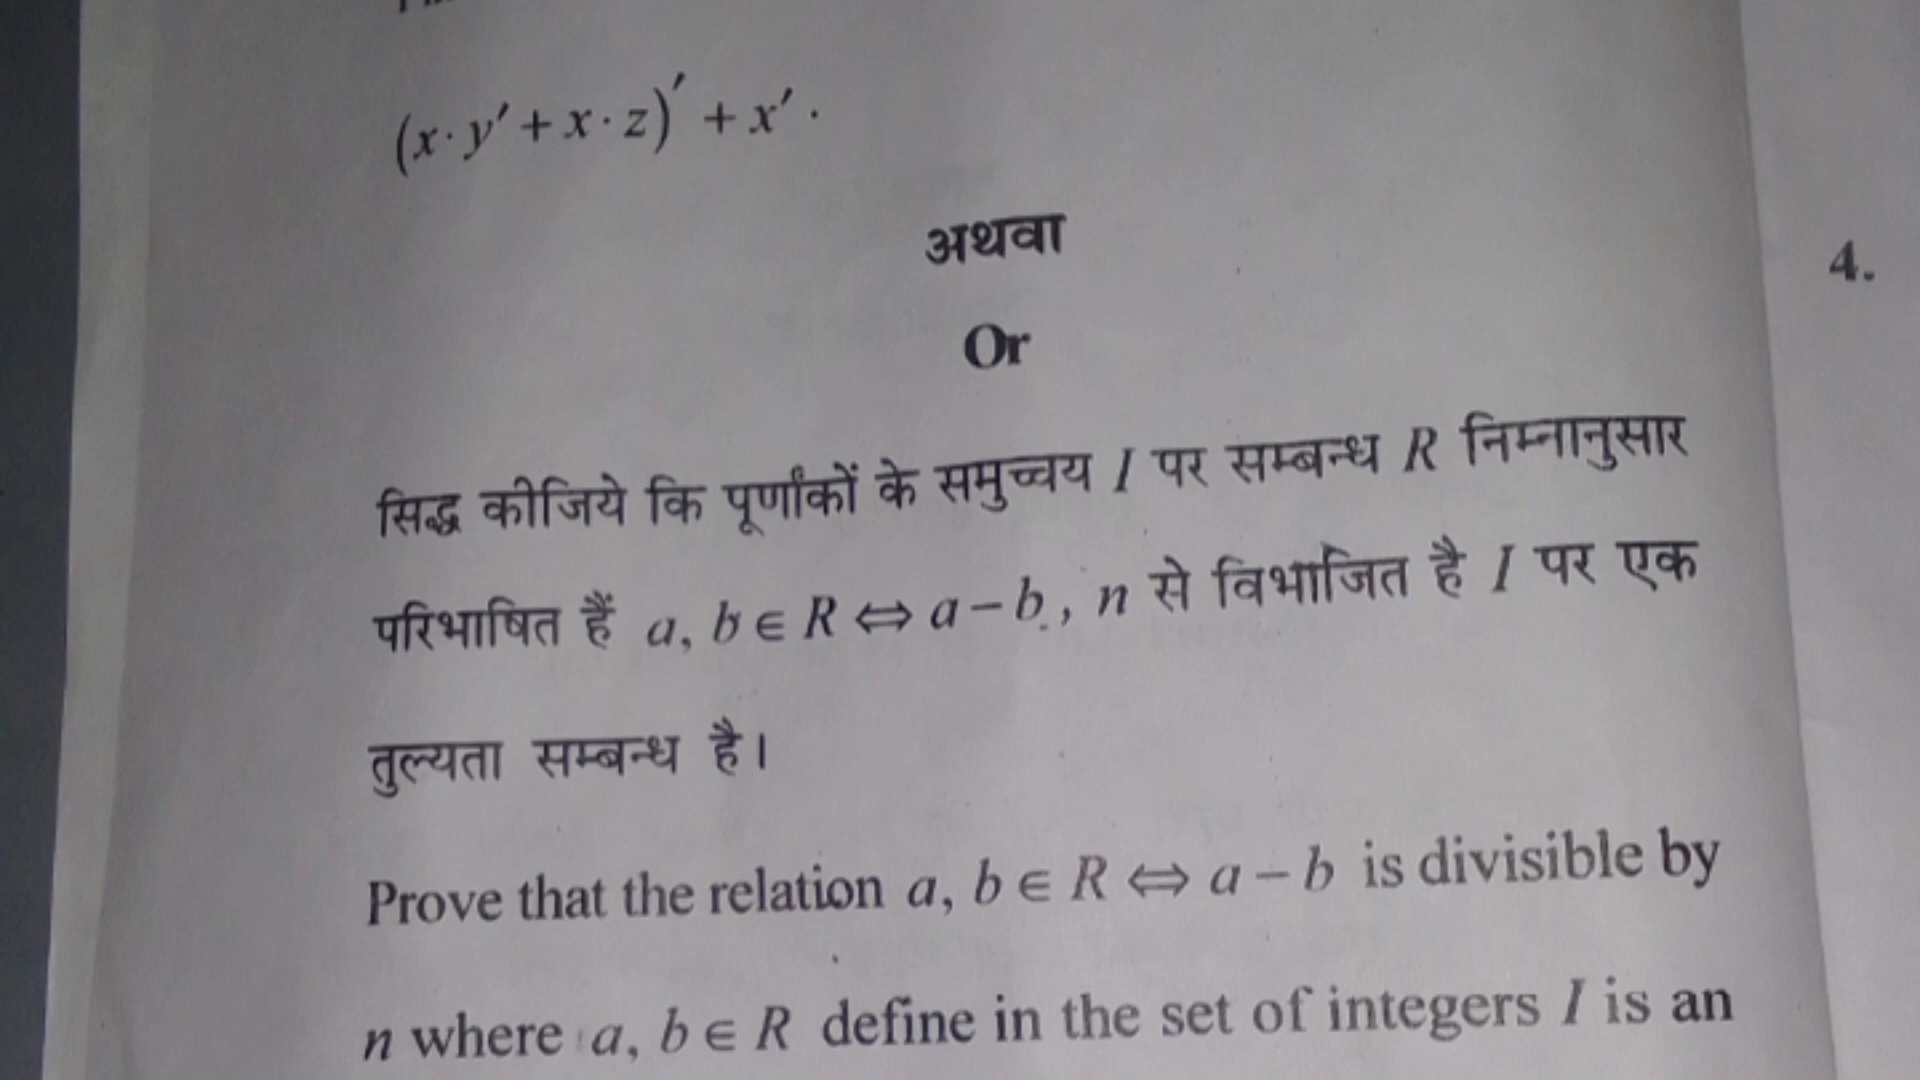 (x·y′+x·z)′+x′.
अथवा
4.
Or
सिद्ध कीजिये कि पूर्णांकों के समुच्चय I पर सम्बन्ध R निम्नानुसार
परिभाषित हैं a, b∈R⇔a−b, n से विभाजित है I पर एक
तुल्यता सम्बन्ध है।
Prove that the relation a, b∈R⇔a−b is divisible by
n where a, b∈R define in the set of integers I is an